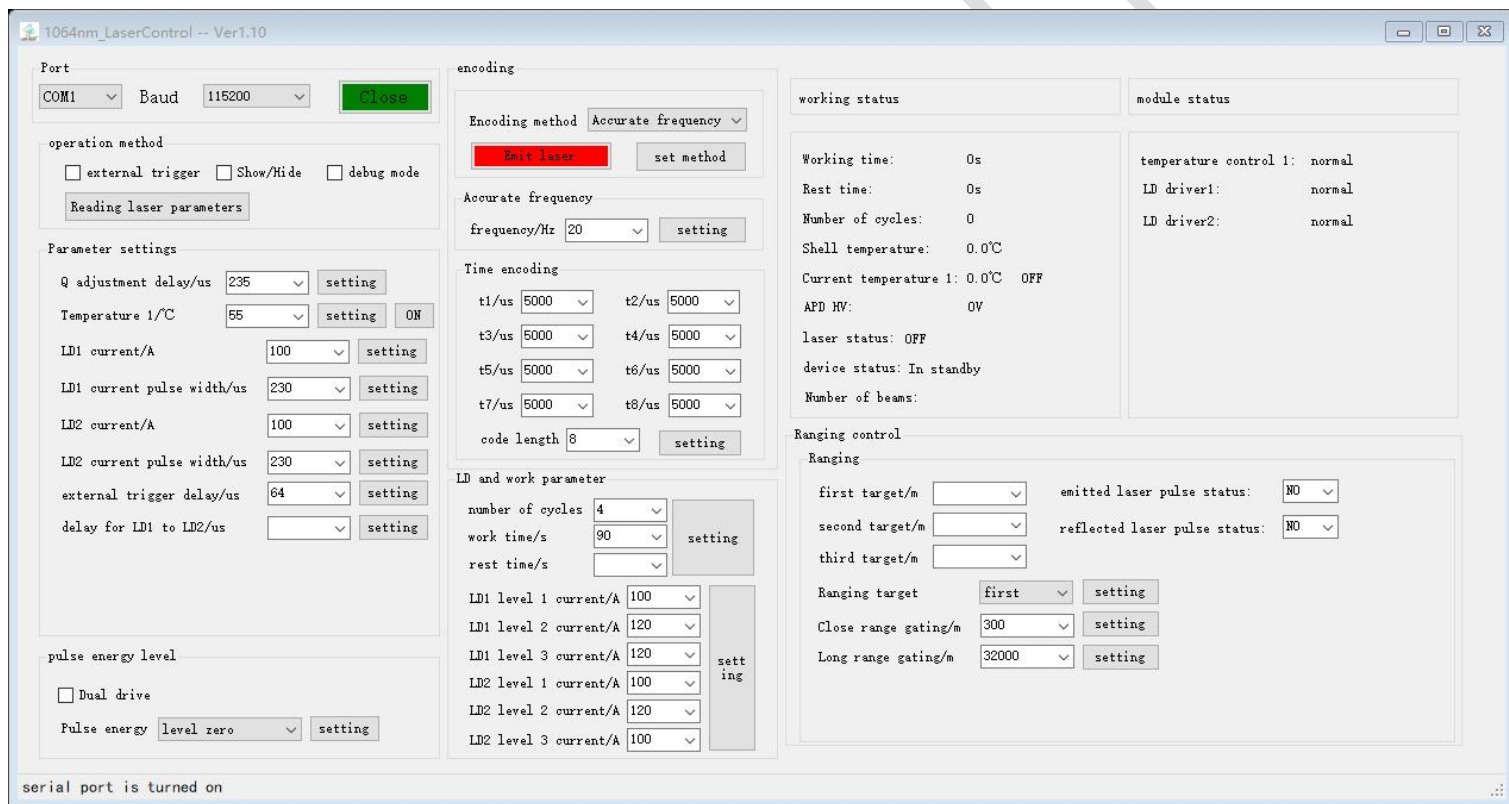 1064nm_LaserControl -- Ver1.10
Port
COM1 Baud 115200 Close
operation method
external trigger Show/Hide debug mode
Reading laser parameters
Parameter settings
Q adjustment delay/us 235 setting
Temperature 1/℃ 55 setting ON
LD1 current/A 100 setting
LD1 current pulse width/us 230 setting
LD2 current/A 100 setting
LD2 current pulse width/us 230 setting
external trigger delay/us 64 setting
delay for LD1 to LD2/us setting
pulse energy level
Dual drive
Pulse energy level zero setting
encoding
Encoding method Accurate frequency
Emit laser set method
Accurate frequency
frequency/Hz 20 setting
Time encoding
t1/us 5000 t2/us 5000
t3/us 5000 t4/us 5000
t5/us 5000 t6/us 5000
t7/us 5000 t8/us 5000
code length 8 setting
LD and work parameter
number of cycles 4
work time/s 90 setting
rest time/s
LD1 level 1 current/A 100
LD1 level 2 current/A 120
LD1 level 3 current/A 120
LD2 level 1 current/A 100
LD2 level 2 current/A 120
LD2 level 3 current/A 100
sett
ing
working status
Working time: 0s
Rest time: 0s
Number of cycles: 0
Shell temperature: 0.0℃
Current temperature 1: 0.0℃ OFF
APD HV: 0V
laser status: OFF
device status: In standby
Number of beams:
module status
temperature control 1: normal
LD driver1: normal
LD driver2: normal
Ranging control
Ranging
first target/m emitted laser pulse status: NO
second target/m reflected laser pulse status: NO
third target/m
Ranging target first setting
Close range gating/m 300 setting
Long range gating/m 32000 setting
serial port is turned on